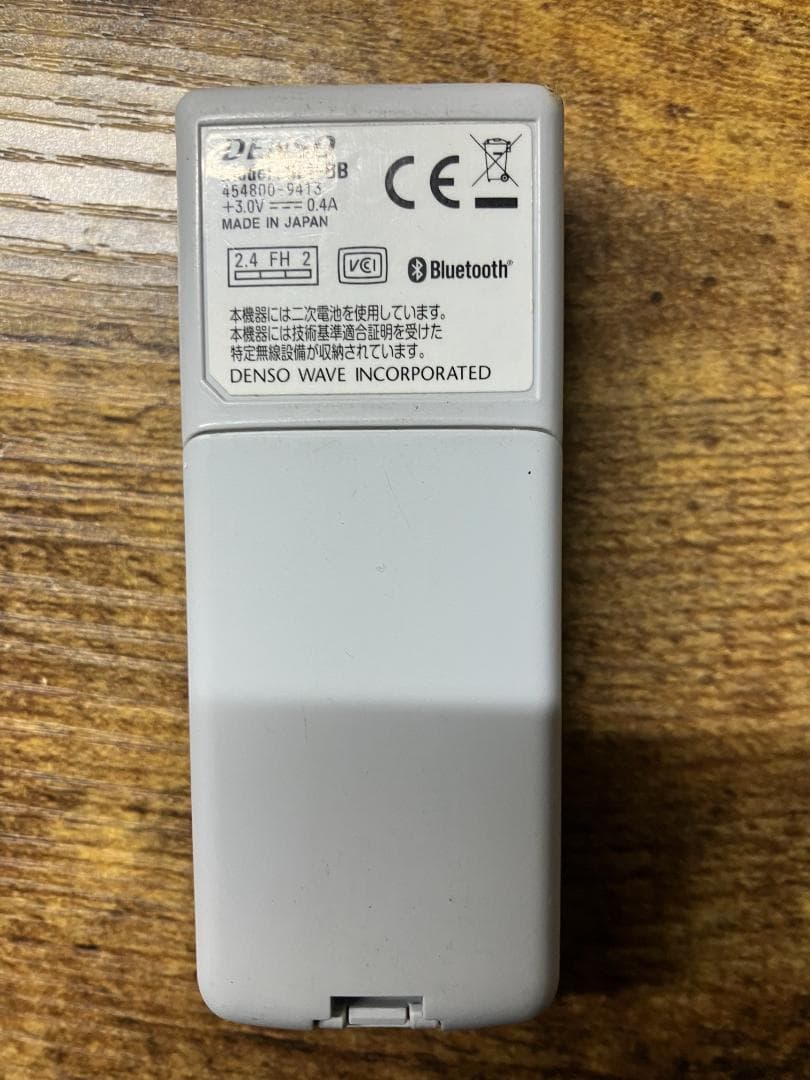 DENSO
454800-9413
+3.0V 0.4A
MADE IN JAPAN
CE
2.4 FH 2
VCI
Bluetooth®
本機器には二次電池を使用しています。
本機器には技術基準適合証明を受けた
特定無線設備が収納されています。
DENSO WAVE INCORPORATED